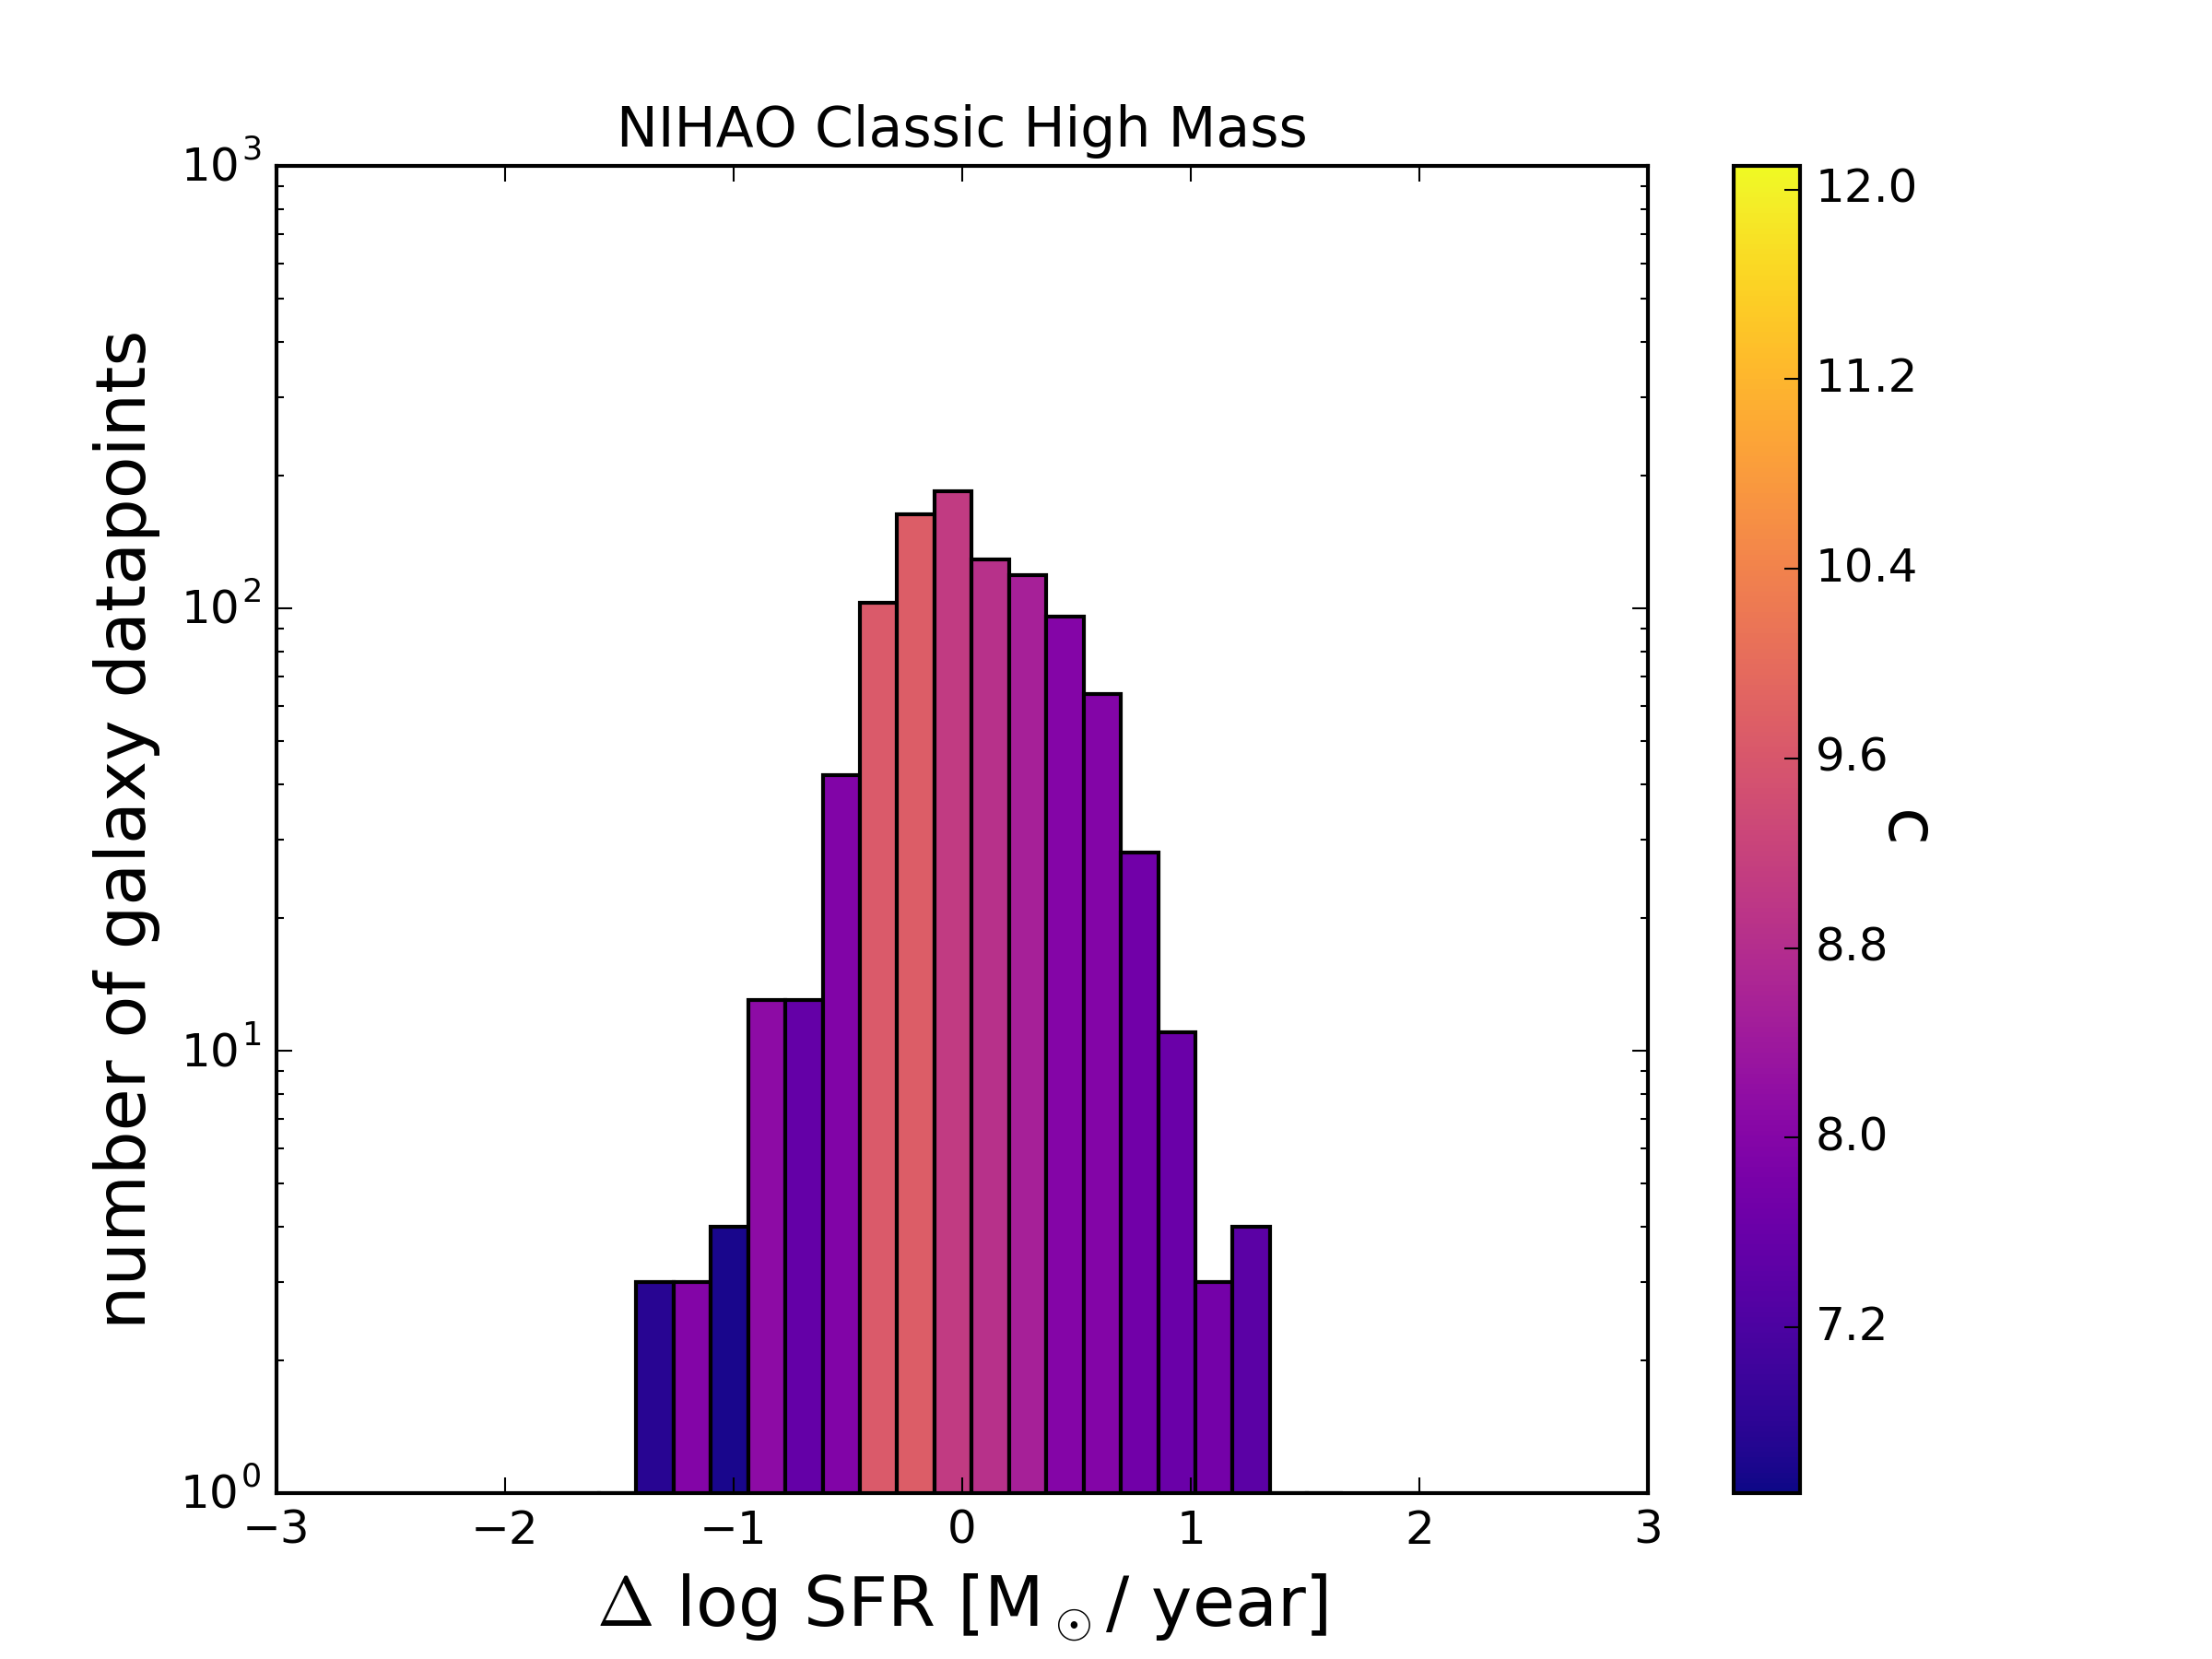 NIHAO Classic High Mass
number of galaxy datapoints
10³
10²
10¹
10⁰
−3 −2 −1 0 1 2 3
Δ log SFR [M☉/ year]
12.0
11.2
10.4
9.6
8.8
8.0
7.2
c